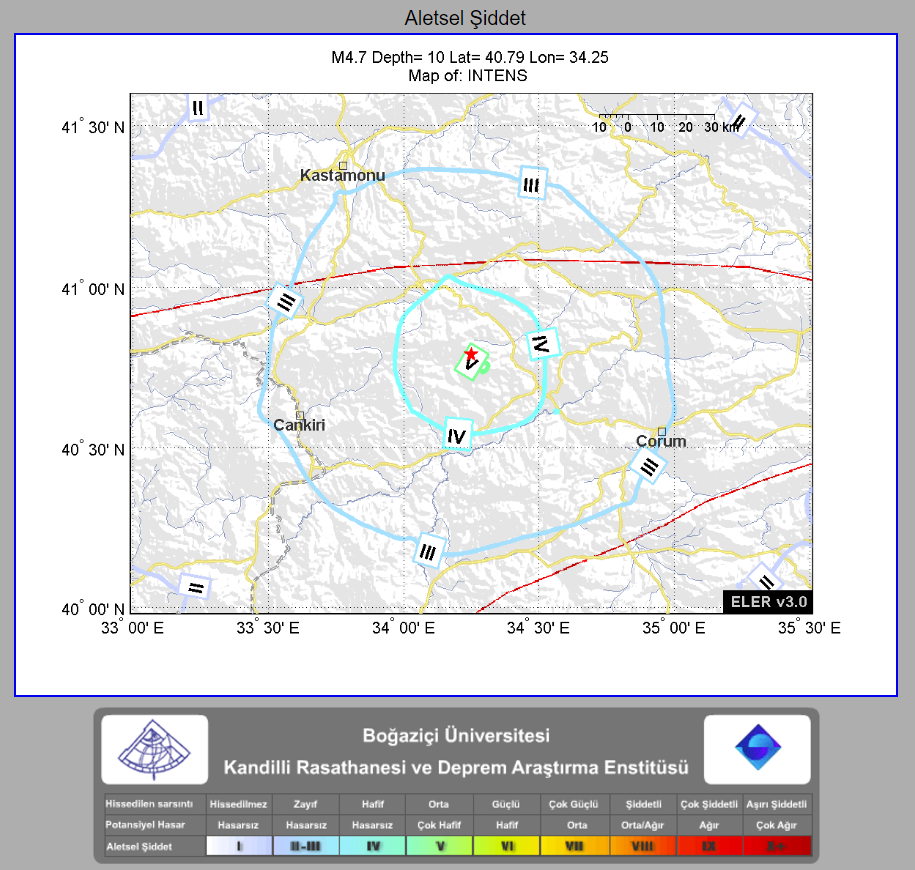 Aletsel Şiddet
M4.7 Depth= 10 Lat= 40.79 Lon= 34.25
Map of: INTENS
II
II
41° 30' N
10 0 10 20 30 km
Kastamonu
III
41° 00' N
III
IV
V
IV
Cankiri
Corum
40° 30' N
III
III
II
II
40° 00' N
ELER v3.0
33° 00' E 33° 30' E 34° 00' E 34° 30' E 35° 00' E 35° 30' E
Boğaziçi Üniversitesi
Kandilli Rasathanesi ve Deprem Araştırma Enstitüsü
Hissedilen sarsıntı Hissedilmez Zayıf Hafif Orta Güçlü Çok Güçlü Şiddetli Çok Şiddetli Aşırı Şiddetli
Potansiyel Hasar Hasarsız Hasarsız Hasarsız Çok Hafif Hafif Orta Orta/Ağır Ağır Çok Ağır
Aletsel Şiddet I II-III IV V VI VII VIII IX X+